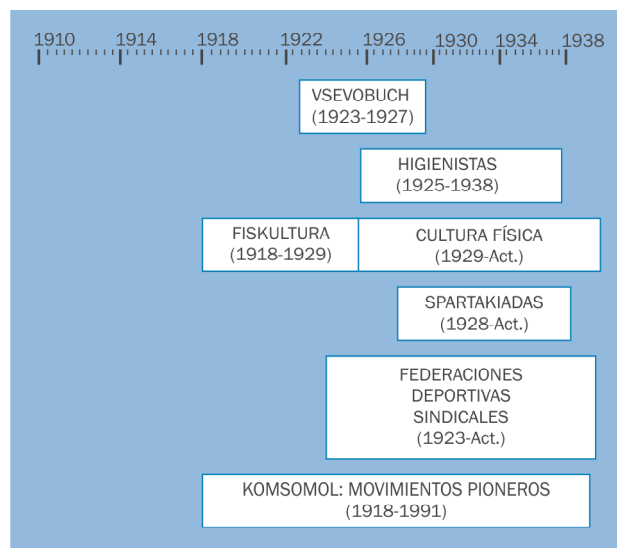 1910 1914 1918 1922 1926 1930 1934 1938
VSEVOBUCH
(1923-1927)
HIGIENISTAS
(1925-1938)
FISKULTURA
(1918-1929)
CULTURA FÍSICA
(1929-Act.)
SPARTAKIADAS
(1928-Act.)
FEDERACIONES
DEPORTIVAS
SINDICALES
(1923-Act.)
KOMSOMOL: MOVIMIENTOS PIONEROS
(1918-1991)